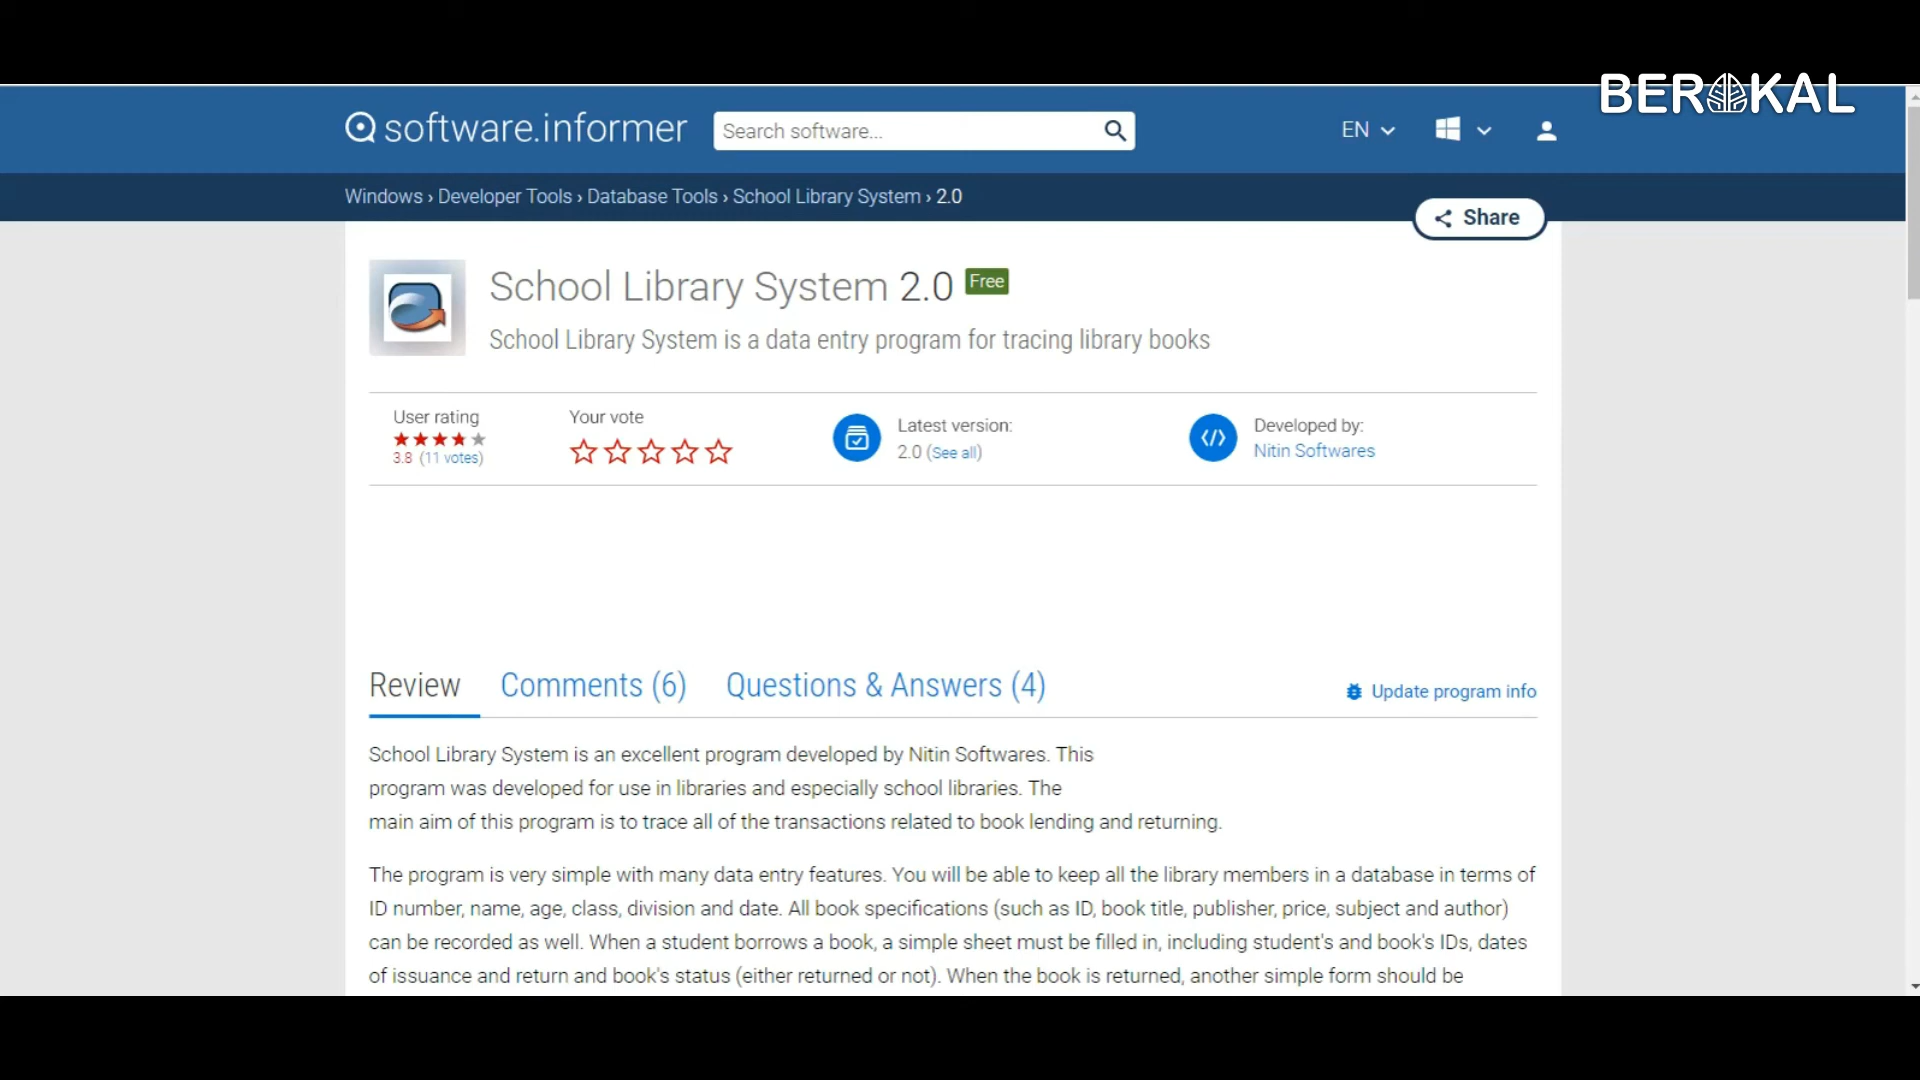 BEROKAL
software.informer
Search software...
EN
Windows › Developer Tools › Database Tools › School Library System › 2.0
Share
School Library System 2.0 Free
School Library System is a data entry program for tracing library books
User rating
3.8 (11 votes)
Your vote
Latest version:
2.0 (See all)
Developed by:
Nitin Softwares
Review Comments (6) Questions & Answers (4)
Update program info
School Library System is an excellent program developed by Nitin Softwares. This
program was developed for use in libraries and especially school libraries. The
main aim of this program is to trace all of the transactions related to book lending and returning.
The program is very simple with many data entry features. You will be able to keep all the library members in a database in terms of
ID number, name, age, class, division and date. All book specifications (such as ID, book title, publisher, price, subject and author)
can be recorded as well. When a student borrows a book, a simple sheet must be filled in, including student's and book's IDs, dates
of issuance and return and book's status (either returned or not). When the book is returned, another simple form should be